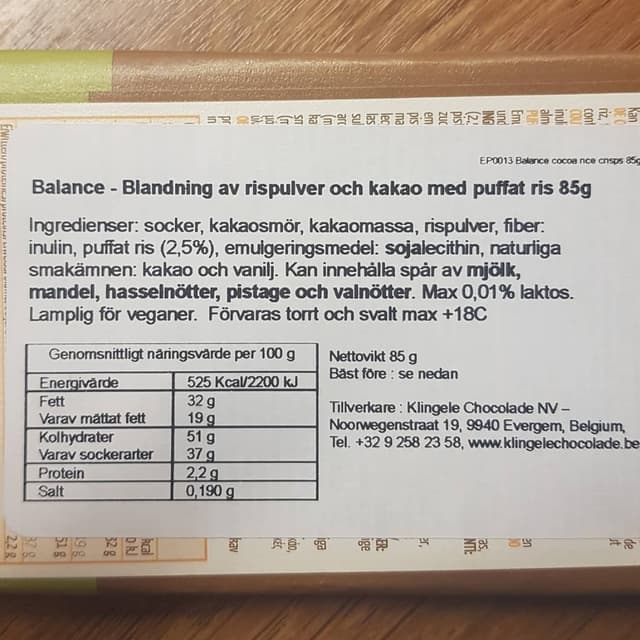 EP0013 Balance cocoa rice crisps 85g
Balance - Blandning av rispulver och kakao med puffat ris 85g
Ingredienser: socker, kakaosmör, kakaomassa, rispulver, fiber:
inulin, puffat ris (2,5%), emulgeringsmedel: sojalecithin, naturliga
smakämnen: kakao och vanilj. Kan innehålla spår av mjölk,
mandel, hasselnötter, pistage och valnötter. Max 0,01% laktos.
Lamplig för veganer. Förvaras torrt och svalt max +18C
Genomsnittligt näringsvärde per 100 g
Energivärde 525 Kcal/2200 kJ
Fett 32 g
Varav mättat fett 19 g
Kolhydrater 51 g
Varav sockerarter 37 g
Protein 2,2 g
Salt 0,190 g
Nettovikt 85 g
Bäst före : se nedan
Tillverkare : Klingele Chocolade NV –
Noorwegenstraat 19, 9940 Evergem, Belgium,
Tel. +32 9 258 23 58, www.klingelechocolade.be